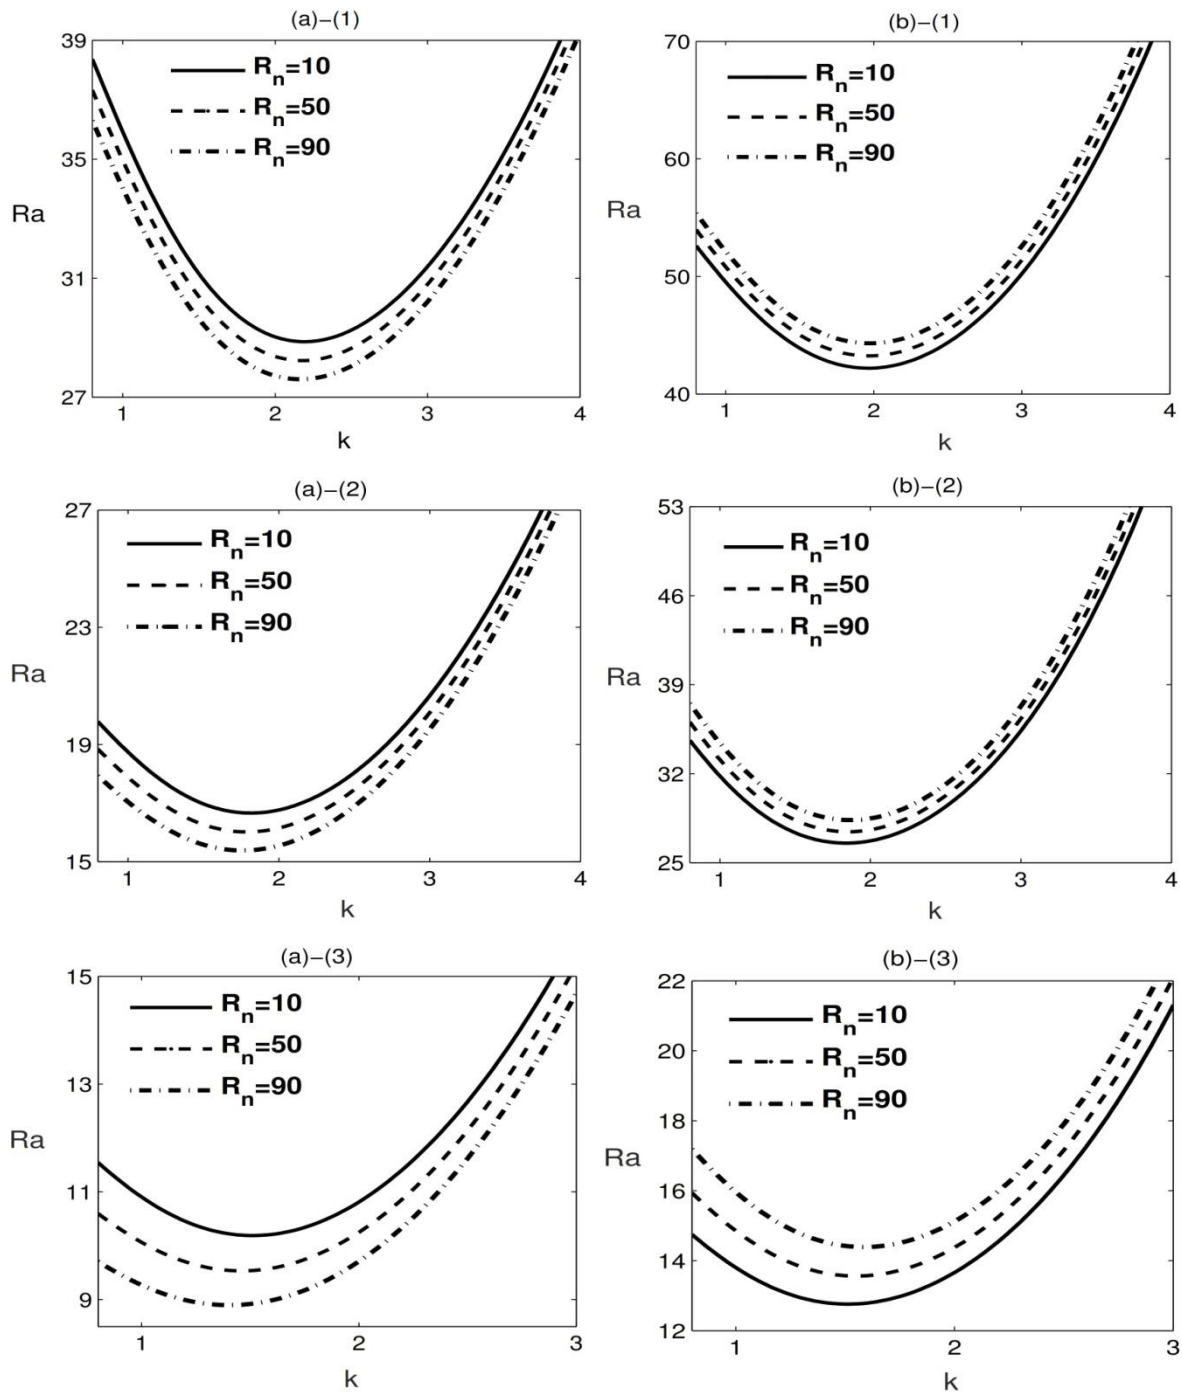 (a)−(1)
39
35
31
27
Ra
R_n=10
R_n=50
R_n=90
1 2 3 4
k
(b)−(1)
70
60
50
40
Ra
R_n=10
R_n=50
R_n=90
1 2 3 4
k
(a)−(2)
27
23
19
15
Ra
R_n=10
R_n=50
R_n=90
1 2 3 4
k
(b)−(2)
53
46
39
32
25
Ra
R_n=10
R_n=50
R_n=90
1 2 3 4
k
(a)−(3)
15
13
11
9
Ra
R_n=10
R_n=50
R_n=90
1 2 3
k
(b)−(3)
22
20
18
16
14
12
Ra
R_n=10
R_n=50
R_n=90
1 2 3
k